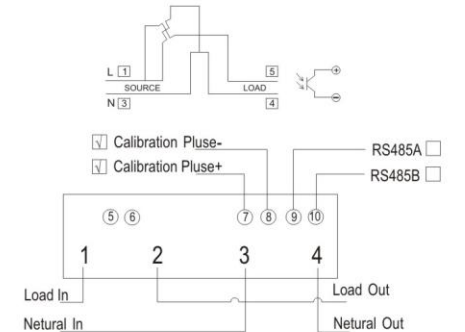 L 1 5
SOURCE LOAD
N 3 4
√ Calibration Pluse-
RS485A
√ Calibration Pluse+
RS485B
5 6 7 8 9 10
1 2 3 4
Load In Load Out
Netural In Netural Out